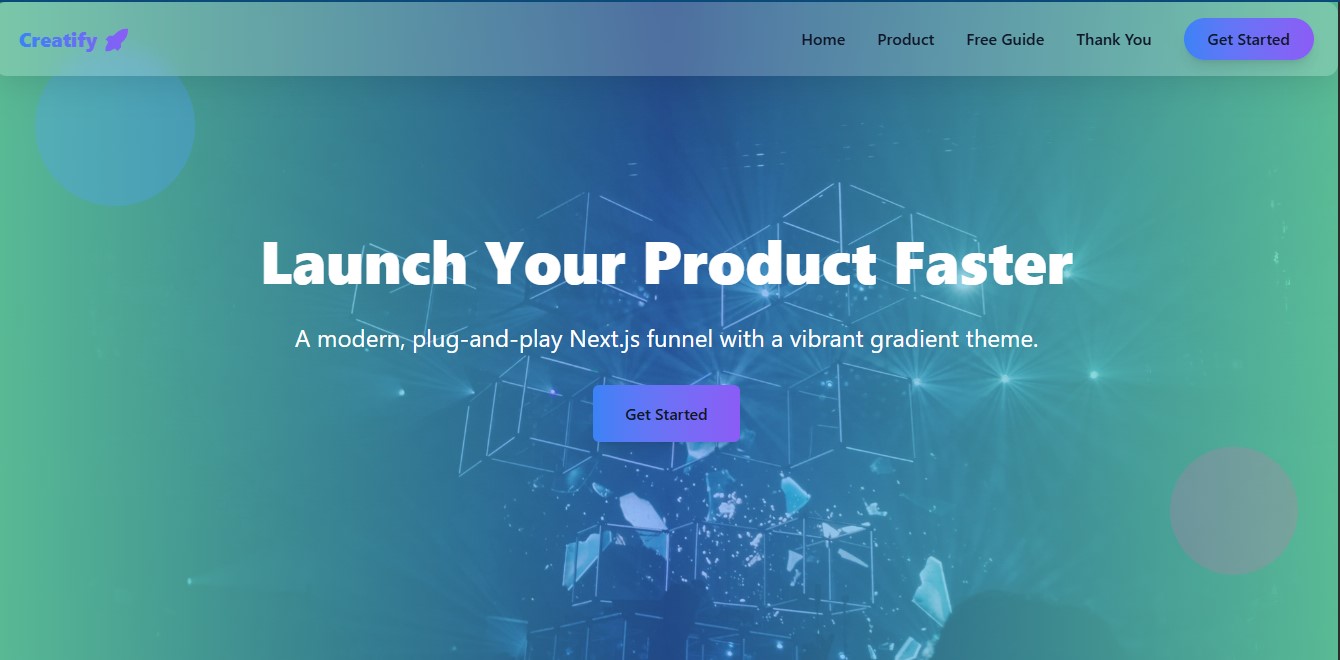 Creatify
Home Product Free Guide Thank You Get Started
Launch Your Product Faster
A modern, plug-and-play Next.js funnel with a vibrant gradient theme.
Get Started